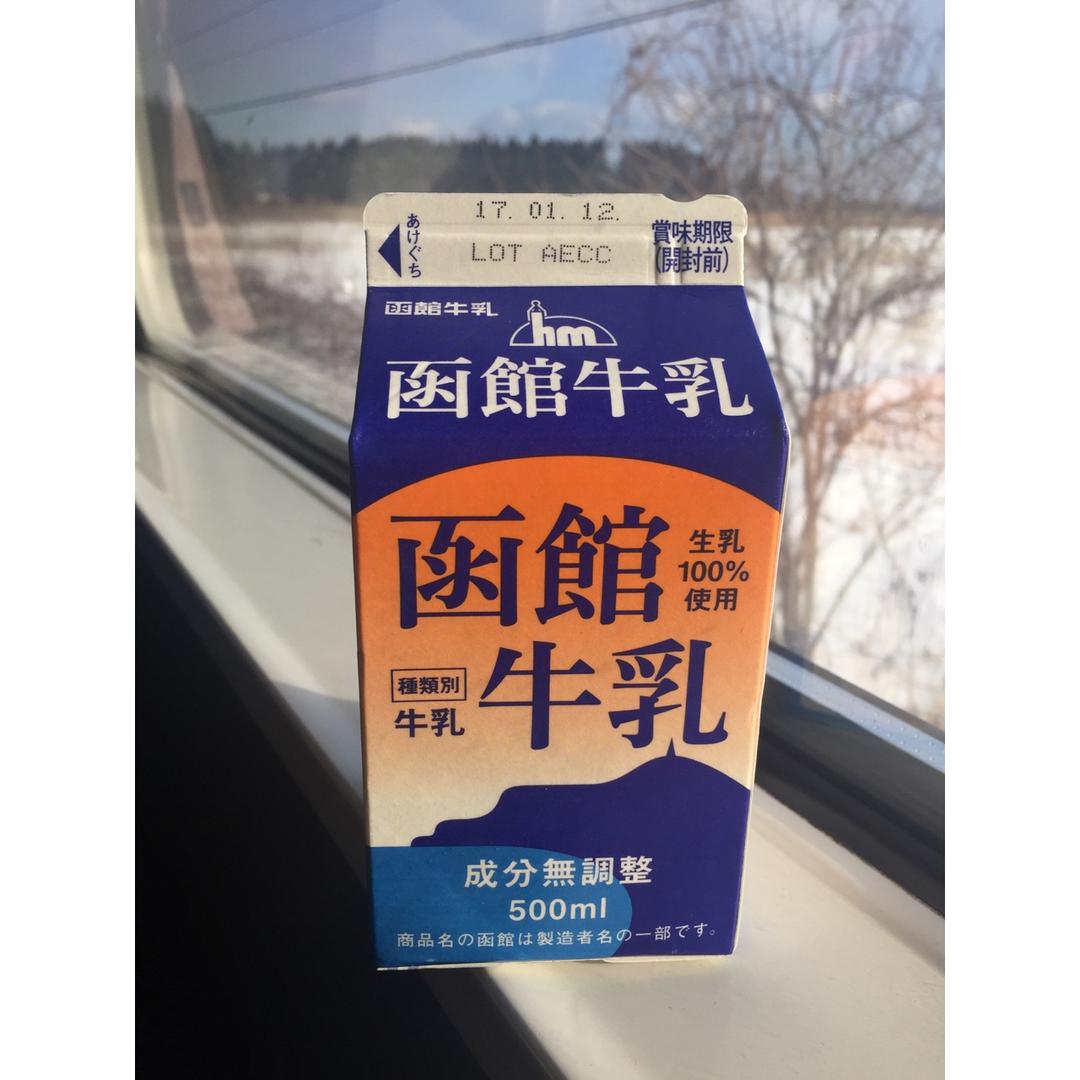 17. 01. 12.
あけぐち
LOT AECC
賞味期限
(開封前)
函館牛乳
hm
函館牛乳
函館
生乳
100%
使用
牛乳
種類別
牛乳
成分無調整
500ml
商品名の函館は製造者名の一部です。